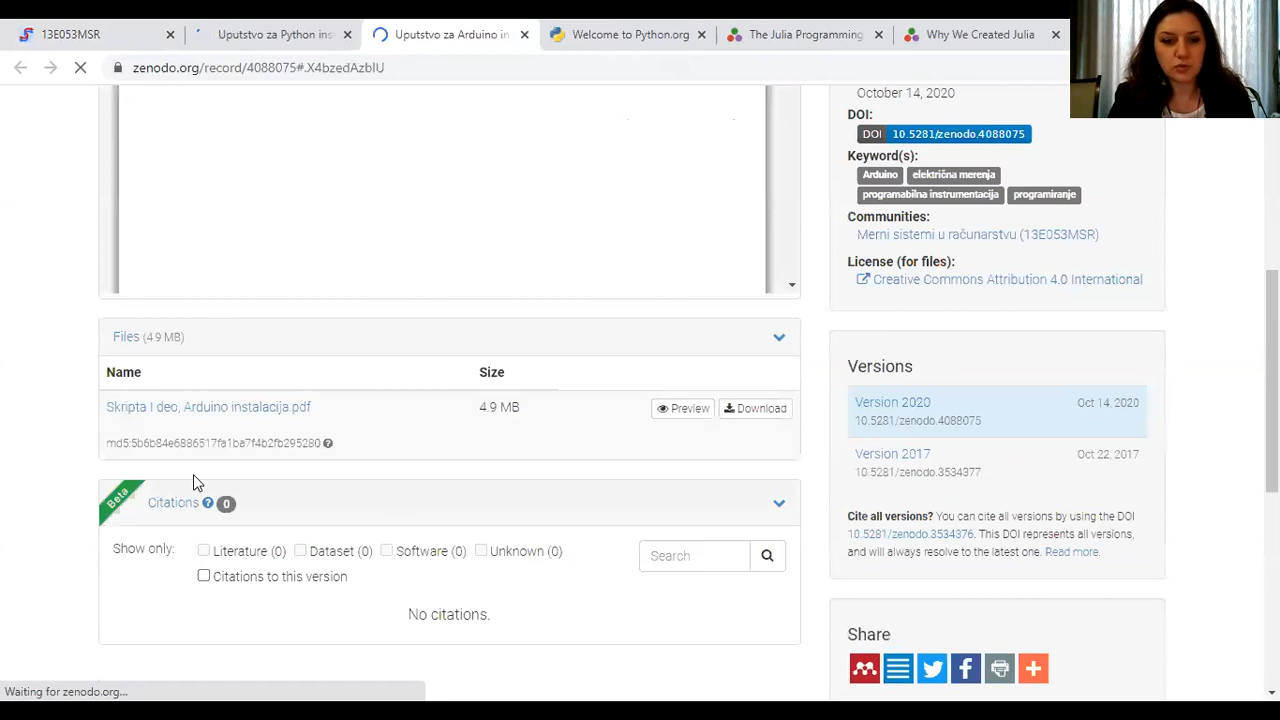 13E053MSR
Uputstvo za Python ins
Uputstvo za Arduino in
Welcome to Python.org
The Julia Programming
Why We Created Julia
zenodo.org/record/4088075#.X4bzedAzbIU
October 14, 2020
DOI:
DOI 10.5281/zenodo.4088075
Keyword(s):
Arduino električna merenja
programabilna instrumentacija programiranje
Communities:
Merni sistemi u računarstvu (13E053MSR)
License (for files):
Creative Commons Attribution 4.0 International
Files (4.9 MB)
Name Size
Skripta I deo, Arduino instalacija.pdf 4.9 MB Preview Download
md5:5b6b84e6886517fa1ba7f4b2fb295280
Beta
Citations 0
Show only: Literature (0) Dataset (0) Software (0) Unknown (0)
Search
Citations to this version
No citations.
Versions
Version 2020 Oct 14, 2020
10.5281/zenodo.4088075
Version 2017 Oct 22, 2017
10.5281/zenodo.3534377
Cite all versions? You can cite all versions by using the DOI
10.5281/zenodo.3534376. This DOI represents all versions,
and will always resolve to the latest one. Read more.
Share
Waiting for zenodo.org...